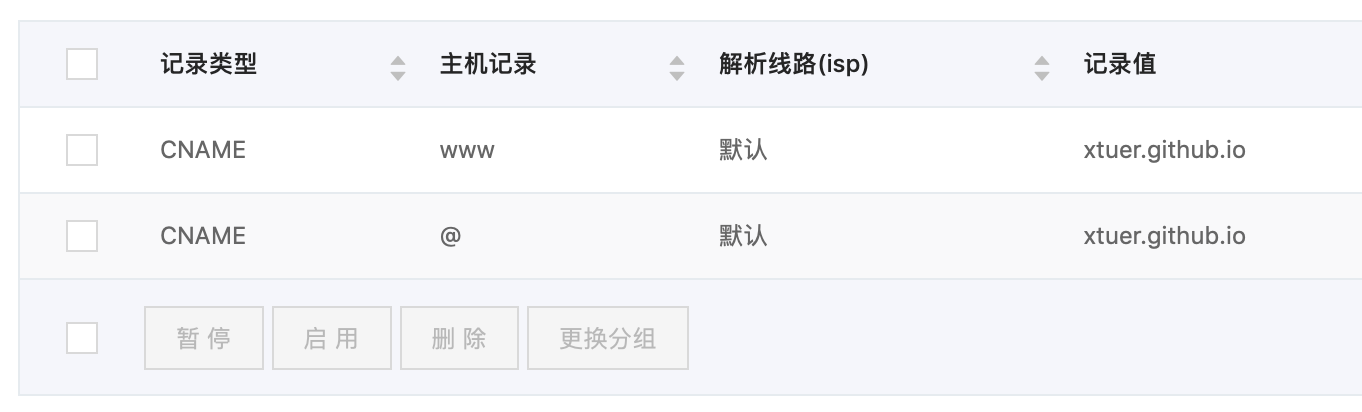 记录类型 主机记录 解析线路(isp) 记录值
CNAME www 默认 xtuer.github.io
CNAME @ 默认 xtuer.github.io
暂 停 启 用 删 除 更换分组